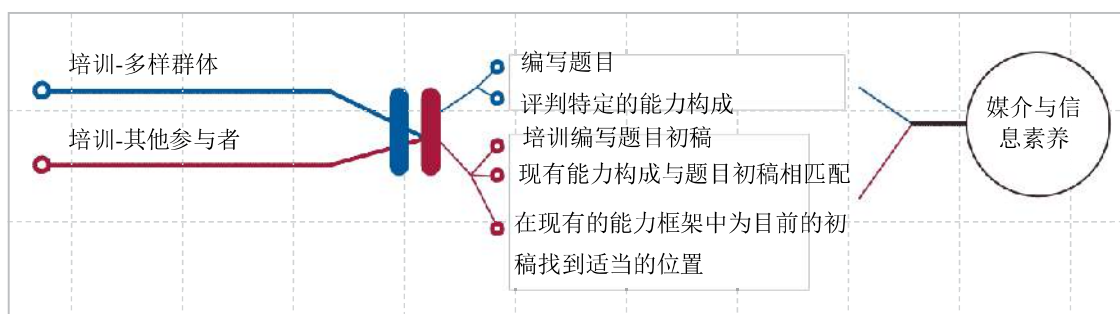 培训-多样群体
培训-其他参与者
编写题目
评判特定的能力构成
培训编写题目初稿
现有能力构成与题目初稿相匹配
在现有的能力框架中为目前的初
稿找到适当的位置
媒介与信
息素养